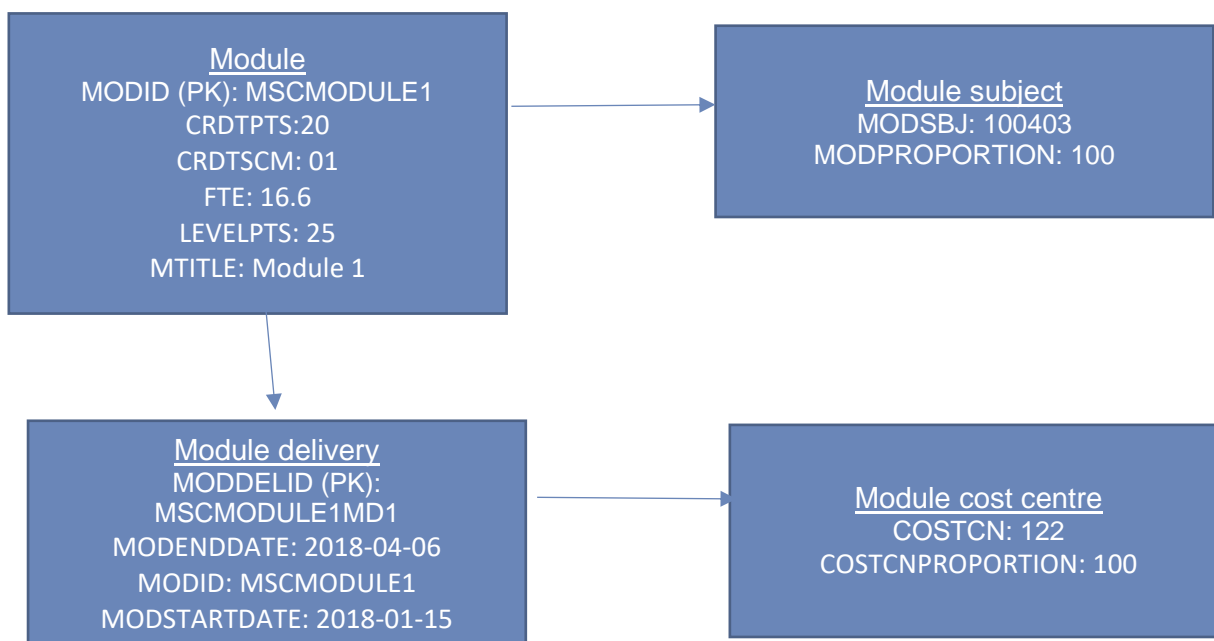 Module
MODID (PK): MSCMODULE1
CRDTPTS:20
CRDTSCM: 01
FTE: 16.6
LEVELPTS: 25
MTITLE: Module 1
Module subject
MODSBJ: 100403
MODPROPORTION: 100
Module delivery
MODDELID (PK):
MSCMODULE1MD1
MODENDDATE: 2018-04-06
MODID: MSCMODULE1
MODSTARTDATE: 2018-01-15
Module cost centre
COSTCN: 122
COSTCNPROPORTION: 100